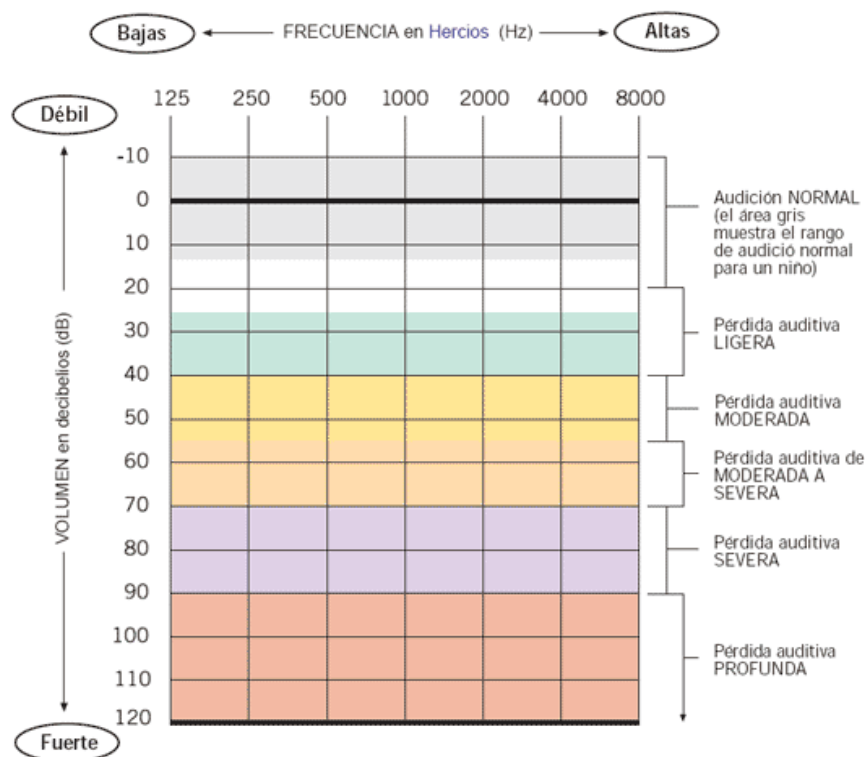 Bajas FRECUENCIA en Hercios (Hz) Altas
Débil
125 250 500 1000 2000 4000 8000
-10
0
10
20
30
40
50
60
70
80
90
100
110
120
VOLUMEN en decibelios (dB)
Fuerte
Audición NORMAL
(el área gris
muestra el rango
de audició normal
para un niño)
Pérdida auditiva
LIGERA
Pérdida auditiva
MODERADA
Pérdida auditiva de
MODERADA A
SEVERA
Pérdida auditiva
SEVERA
Pérdida auditiva
PROFUNDA